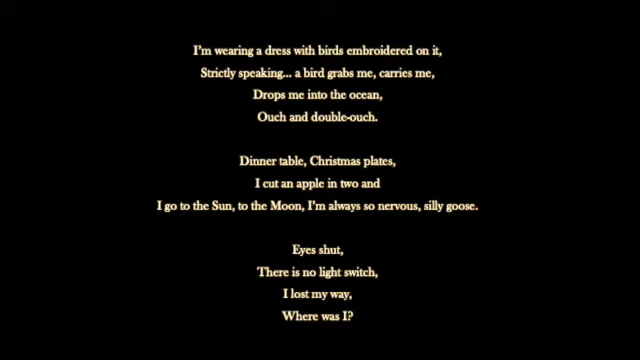 I'm wearing a dress with birds embroidered on it,
Strictly speaking... a bird grabs me, carries me,
Drops me into the ocean,
Ouch and double-ouch.
Dinner table, Christmas plates,
I cut an apple in two and
I go to the Sun, to the Moon, I'm always so nervous, silly goose.
Eyes shut,
There is no light switch,
I lost my way,
Where was I?